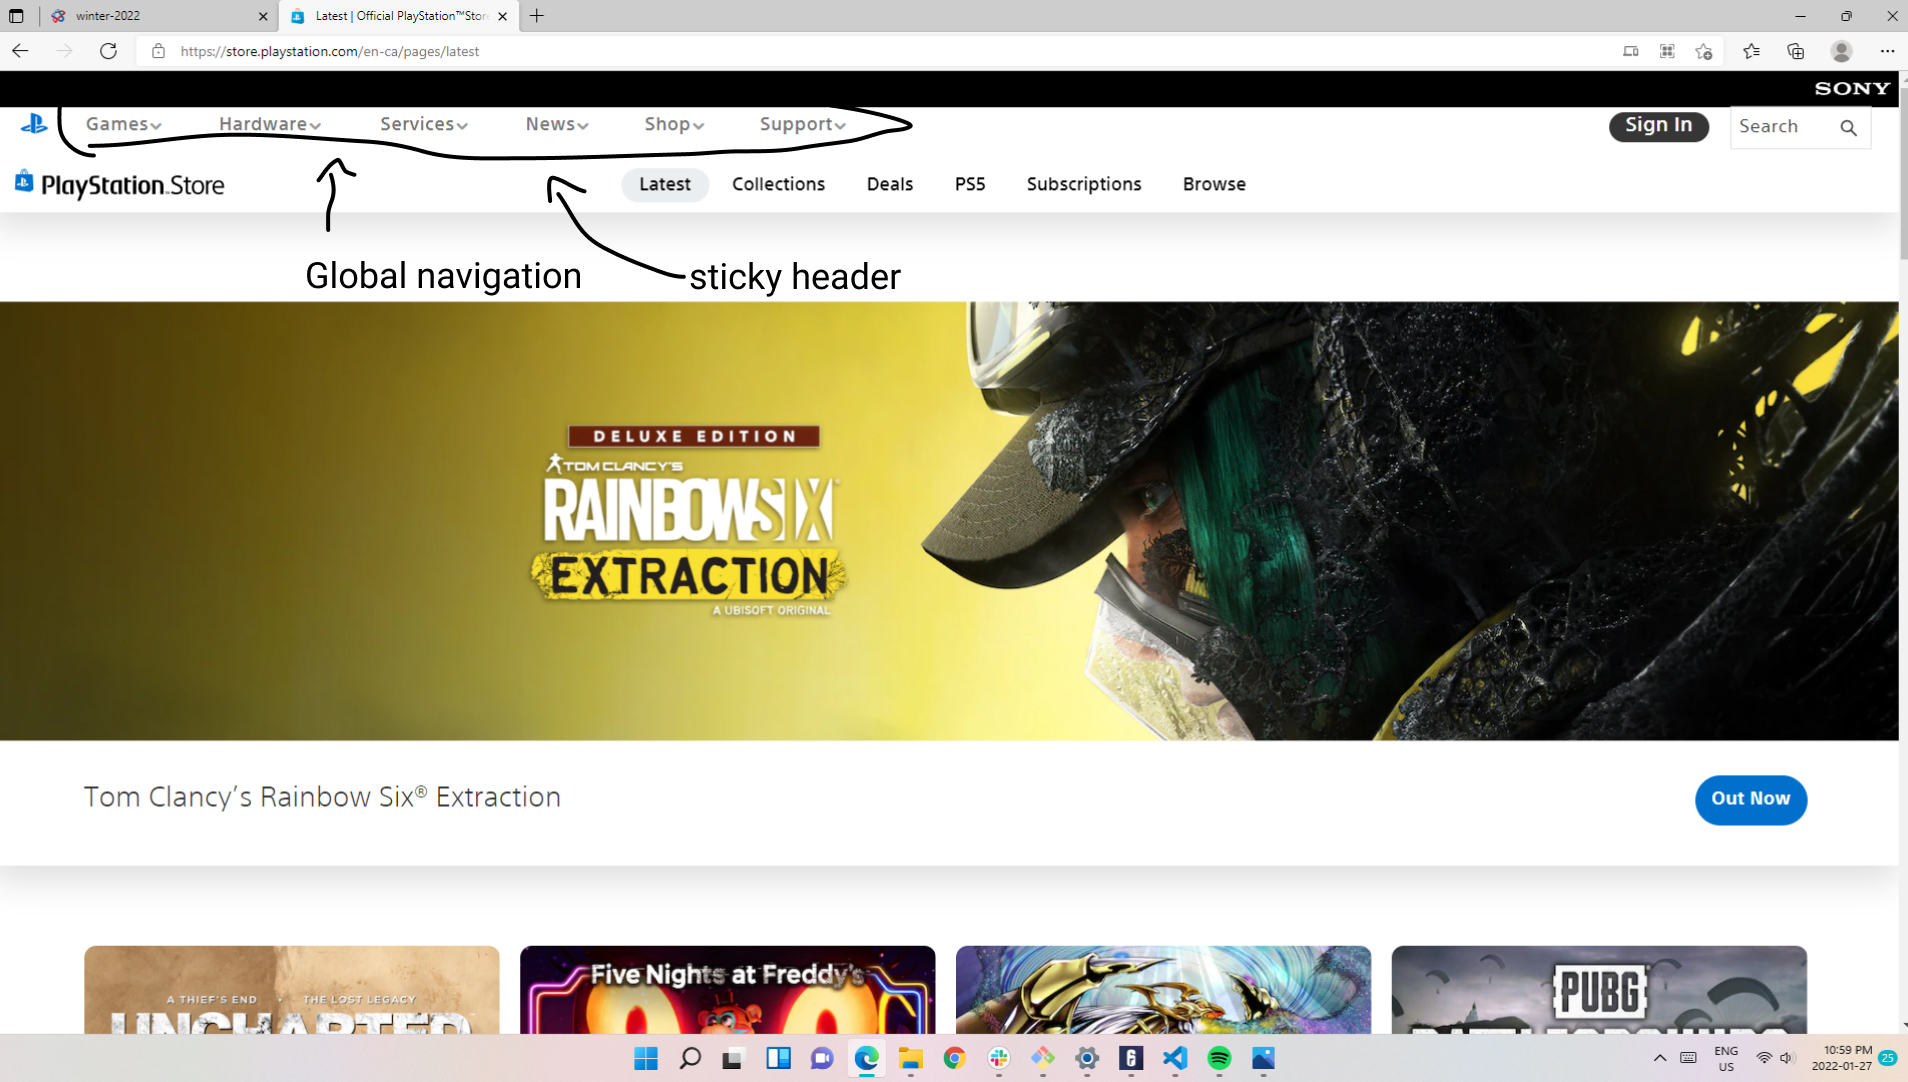 winter-2022
Latest | Official PlayStation™Store
https://store.playstation.com/en-ca/pages/latest
SONY
Games Hardware Services News Shop Support Sign In Search
PlayStation Store Latest Collections Deals PS5 Subscriptions Browse
Global navigation sticky header
DELUXE EDITION
TOM CLANCY'S
RAINBOW SIX
EXTRACTION
A UBISOFT ORIGINAL
Tom Clancy's Rainbow Six® Extraction Out Now
A THIEF'S END • THE LOST LEGACY
UNCHARTED
Five Nights at Freddy's
PUBG
BATTLEGROUNDS
ENG
US
10:59 PM
2022-01-27
25